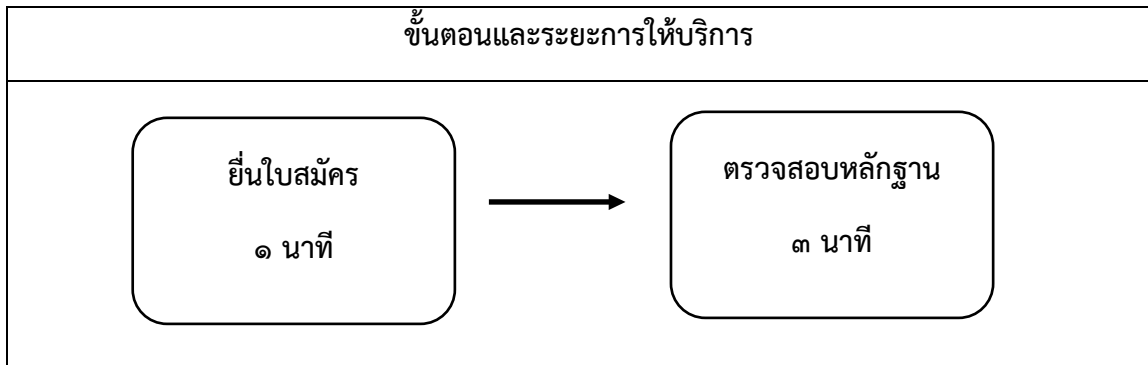 ขั้นตอนและระยะการให้บริการ
ยื่นใบสมัคร
๑ นาที
ตรวจสอบหลักฐาน
๓ นาที